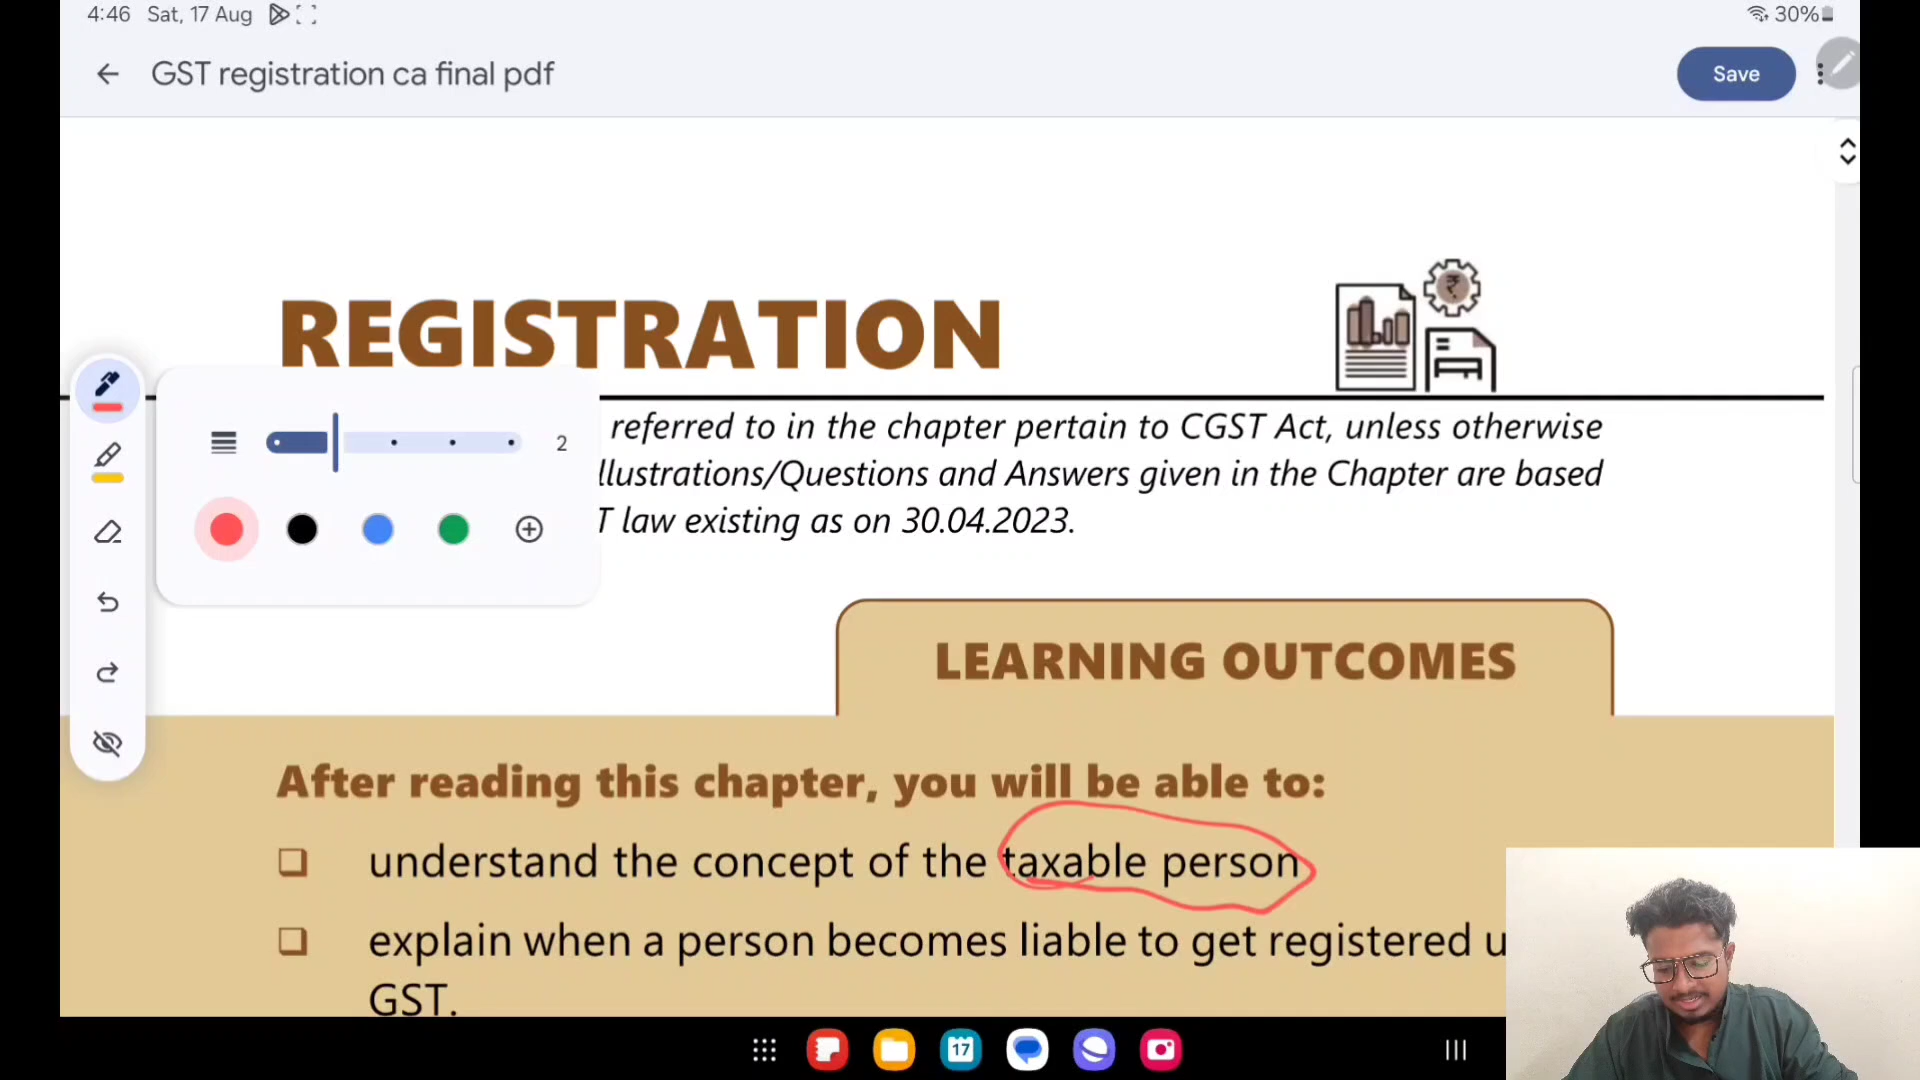 4:46 Sat, 17 Aug
30%
GST registration ca final pdf
Save
REGISTRATION
₹
2
referred to in the chapter pertain to CGST Act, unless otherwise
llustrations/Questions and Answers given in the Chapter are based
T law existing as on 30.04.2023.
LEARNING OUTCOMES
After reading this chapter, you will be able to:
understand the concept of the taxable person
explain when a person becomes liable to get registered u
GST.
17